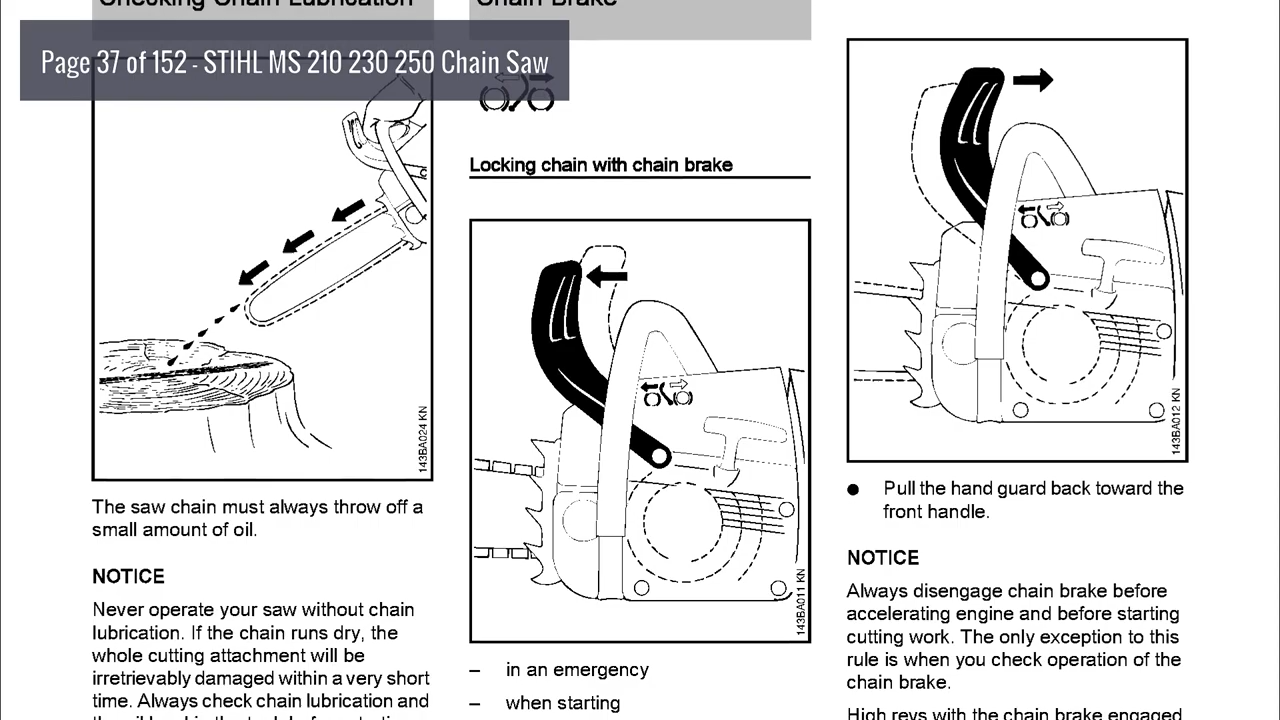 Checking Chain Lubrication
Page 37 of 152 - STIHL MS 210 230 250 Chain Saw
143BA024 KN
The saw chain must always throw off a
small amount of oil.
NOTICE
Never operate your saw without chain
lubrication. If the chain runs dry, the
whole cutting attachment will be
irretrievably damaged within a very short
time. Always check chain lubrication and
Chain Brake
Locking chain with chain brake
143BA011 KN
– in an emergency
– when starting
143BA012 KN
● Pull the hand guard back toward the
front handle.
NOTICE
Always disengage chain brake before
accelerating engine and before starting
cutting work. The only exception to this
rule is when you check operation of the
chain brake.
High revs with the chain brake engaged